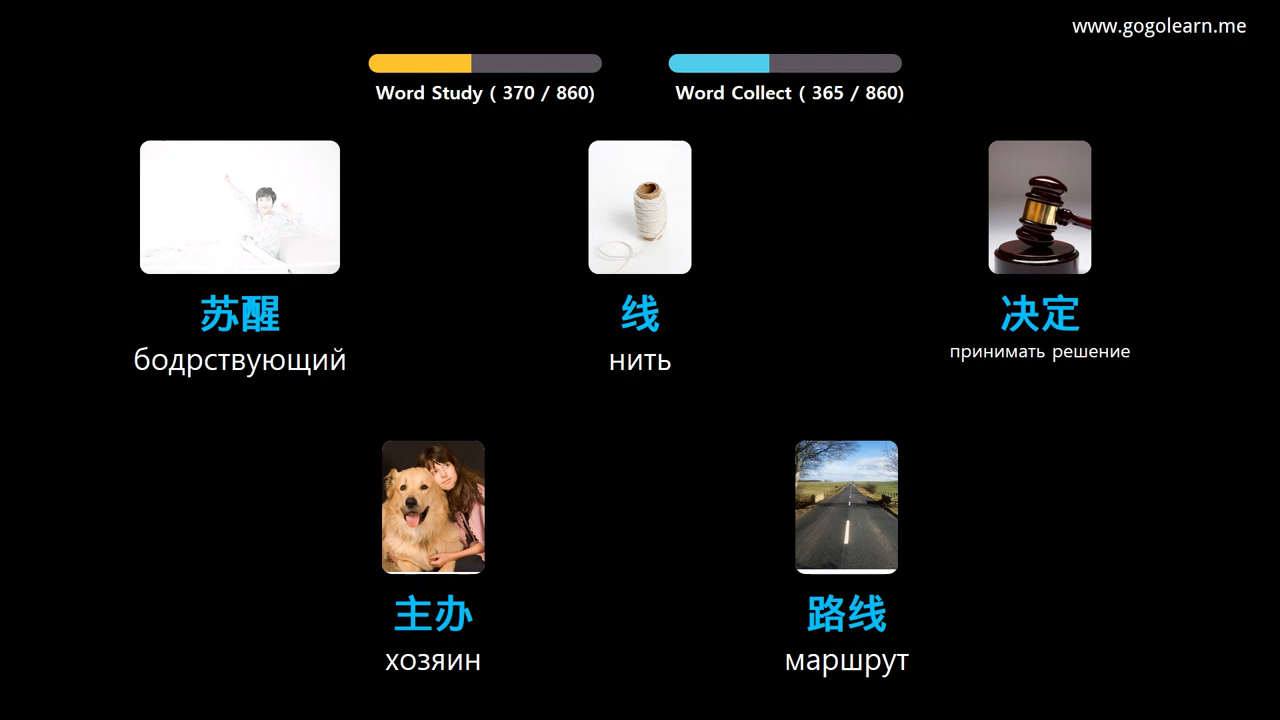 www.gogolearn.me
Word Study ( 370 / 860)
Word Collect ( 365 / 860)
苏醒
бодрствующий
线
нить
决定
принимать решение
主办
хозяин
路线
маршрут